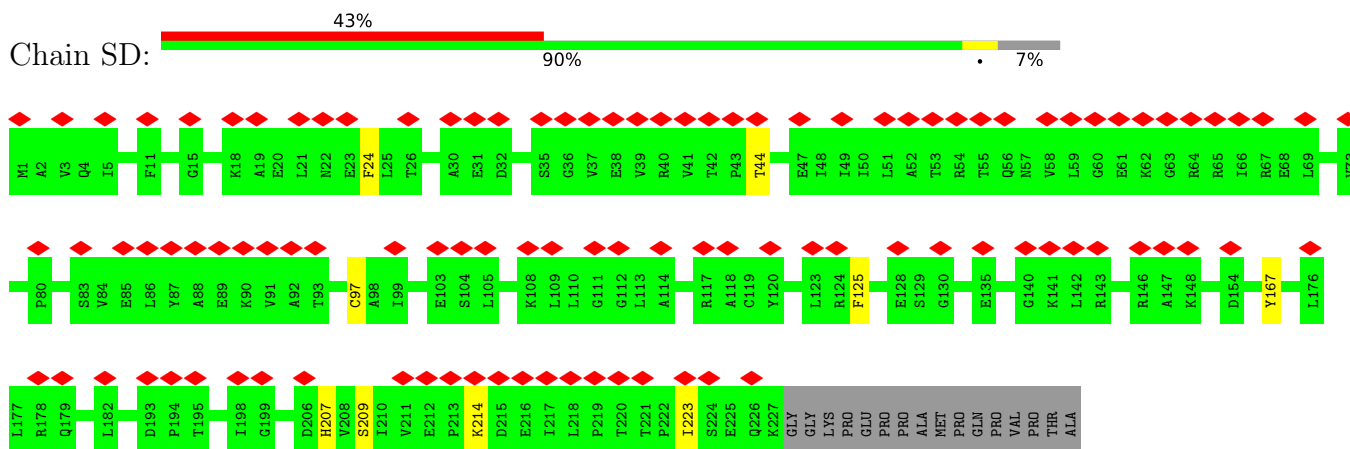 43%
Chain SD:
90% • 7%
M1 A2 V3 Q4 I5 F11 G15 K18 A19 E20 L21 N22 E23 F24 L25 T26 A30 E31 D32 S35 G36 V37 E38 V39 R40 V41 T42 P43 T44 E47 I48 I49 I50 L51 A52 T53 R54 T55 Q56 N57 V58 L59 G60 E61 K62 G63 R64 R65 I66 R67 E68 L69
P80 S83 V84 E85 L86 Y87 A88 E89 K90 V91 A92 T93 C97 A98 I99 E103 S104 L105 K108 L109 L110 G111 G112 L113 A114 R117 A118 C119 Y120 L123 R124 F125 E128 S129 G130 E135 G140 K141 L142 R143 R146 A147 K148 D154 Y167 L176
L177 R178 Q179 L182 D193 P194 T195 I198 G199 D206 H207 V208 S209 I210 V211 E212 P213 K214 D215 E216 I217 L218 P219 T220 T221 P222 I223 S224 E225 Q226 K227 GLY GLY LYS PRO GLU PRO PRO ALA MET PRO GLN PRO VAL PRO THR ALA